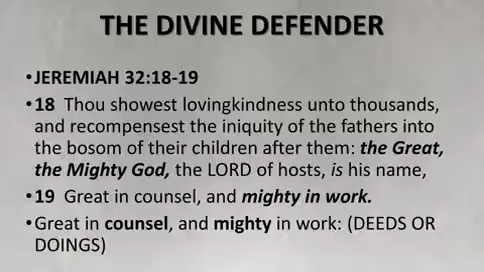 THE DIVINE DEFENDER
•JEREMIAH 32:18-19
•18 Thou showest lovingkindness unto thousands,
and recompensest the iniquity of the fathers into
the bosom of their children after them: the Great,
the Mighty God, the LORD of hosts, is his name,
•19 Great in counsel, and mighty in work.
•Great in counsel, and mighty in work: (DEEDS OR
DOINGS)